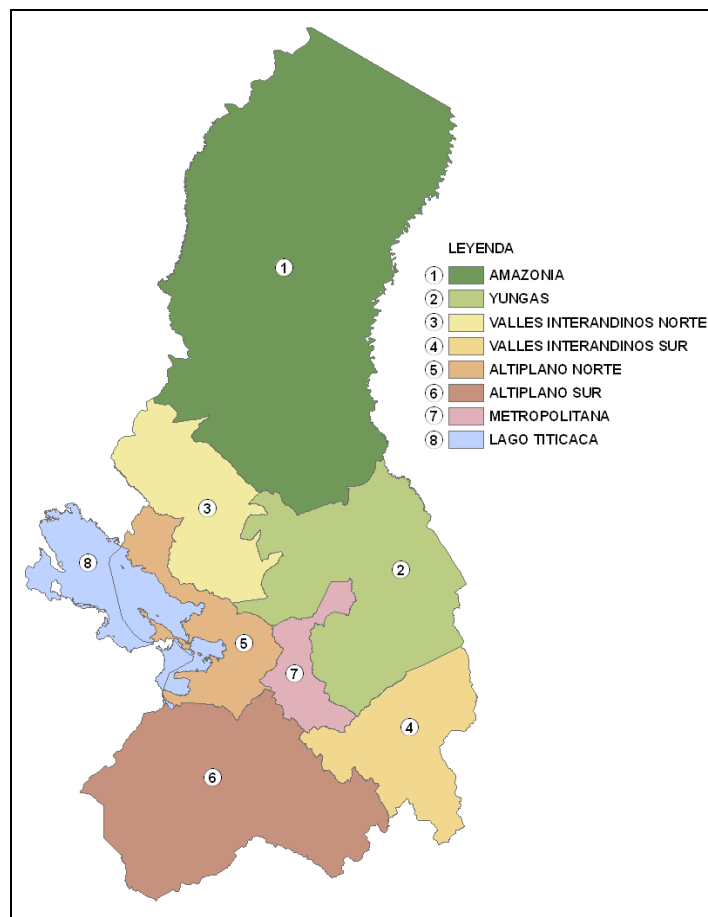 LEYENDA
1 AMAZONIA
2 YUNGAS
3 VALLES INTERANDINOS NORTE
4 VALLES INTERANDINOS SUR
5 ALTIPLANO NORTE
6 ALTIPLANO SUR
7 METROPOLITANA
8 LAGO TITICACA
1
3
8
2
5
7
4
6